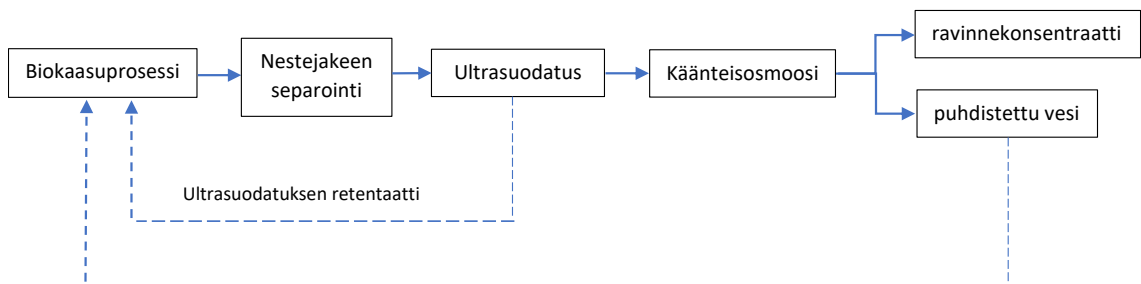 Biokaasuprosessi
Nestejakeen
separointi
Ultrasuodatus
Käänteisosmoosi
ravinnekonsentraatti
puhdistettu vesi
Ultrasuodatuksen retentaatti